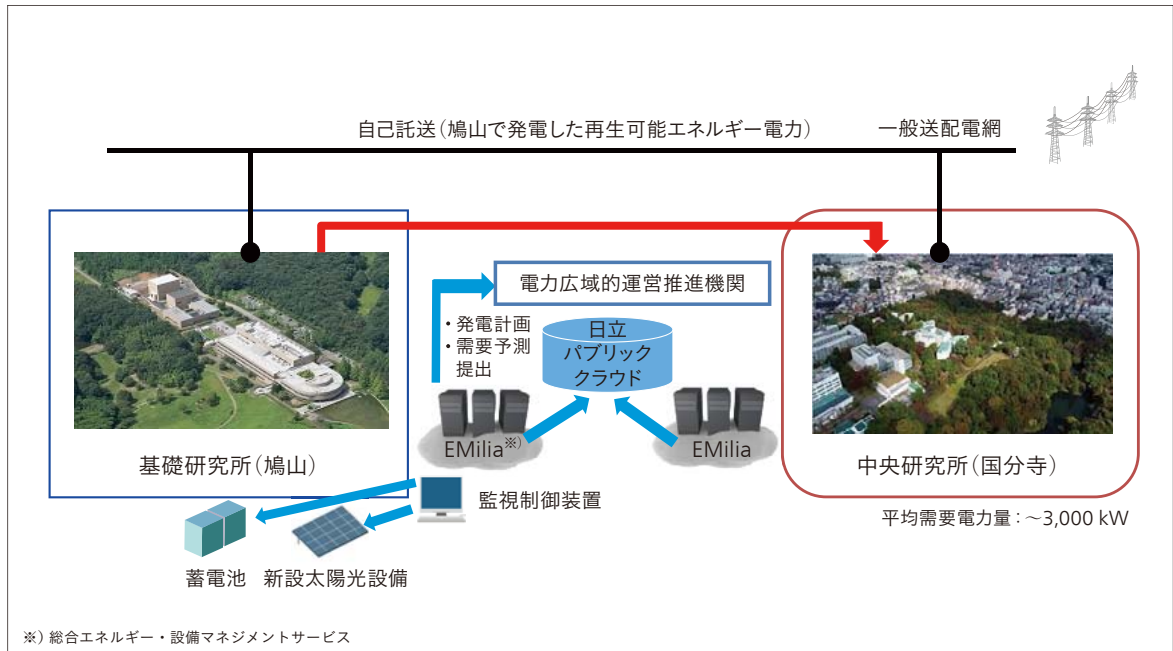 自己託送(鳩山で発電した再生可能エネルギー電力)
一般送配電網
電力広域的運営推進機関
・発電計画
・需要予測
提出
日立
パブリック
クラウド
EMilia※)
EMilia
基礎研究所(鳩山)
中央研究所(国分寺)
監視制御装置
平均需要電力量:~3,000 kW
蓄電池
新設太陽光設備
※)総合エネルギー・設備マネジメントサービス